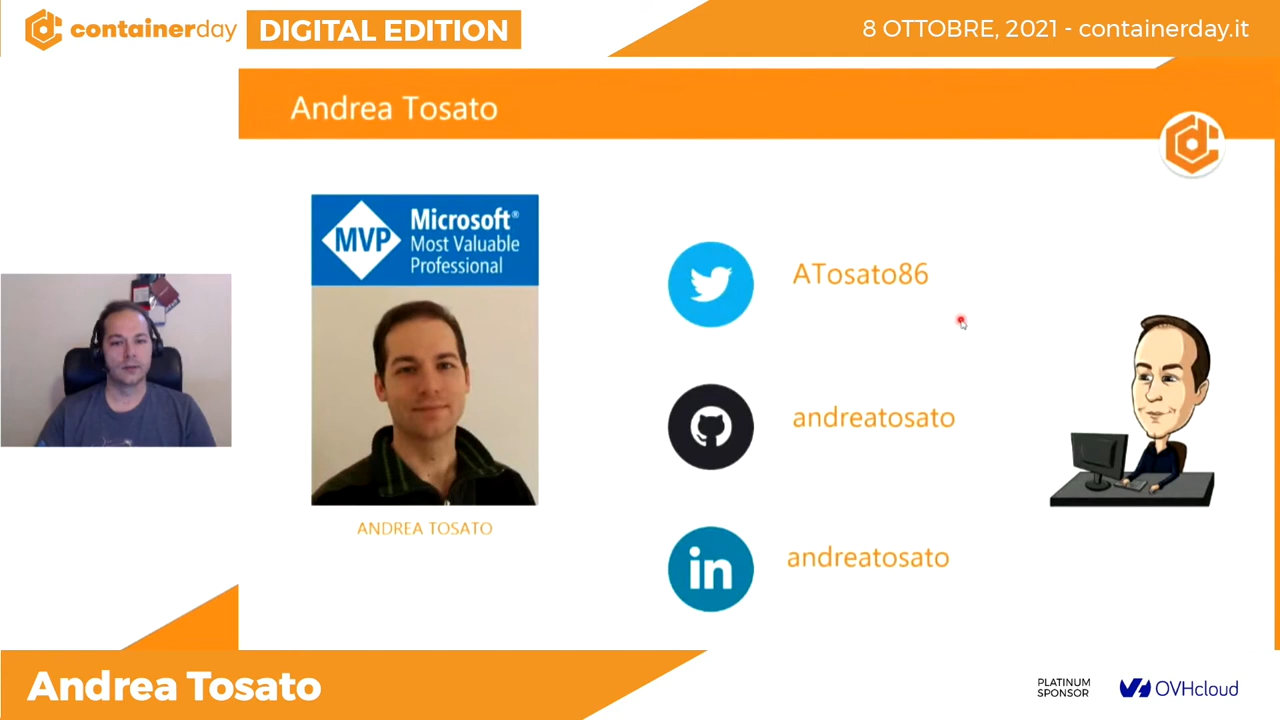 containerday DIGITAL EDITION
8 OTTOBRE, 2021 - containerday.it
Andrea Tosato
MVP
Microsoft®
Most Valuable
Professional
ANDREA TOSATO
ATosato86
andreatosato
in
andreatosato
Andrea Tosato
PLATINUM
SPONSOR
OVHcloud